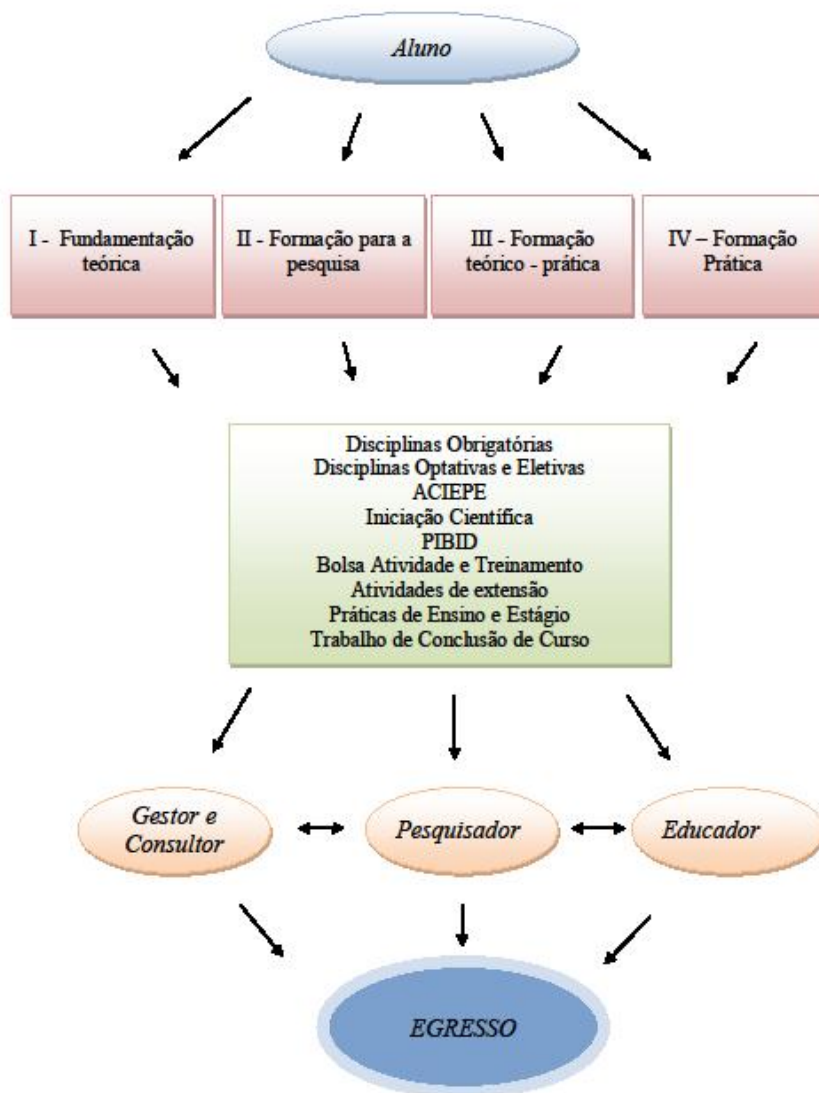 Aluno
I - Fundamentação
teórica
II - Formação para a
pesquisa
III - Formação
teórico - prática
IV – Formação
Prática
Disciplinas Obrigatórias
Disciplinas Optativas e Eletivas
ACIEPE
Iniciação Científica
PIBID
Bolsa Atividade e Treinamento
Atividades de extensão
Práticas de Ensino e Estágio
Trabalho de Conclusão de Curso
Gestor e
Consultor
Pesquisador
Educador
EGRESSO